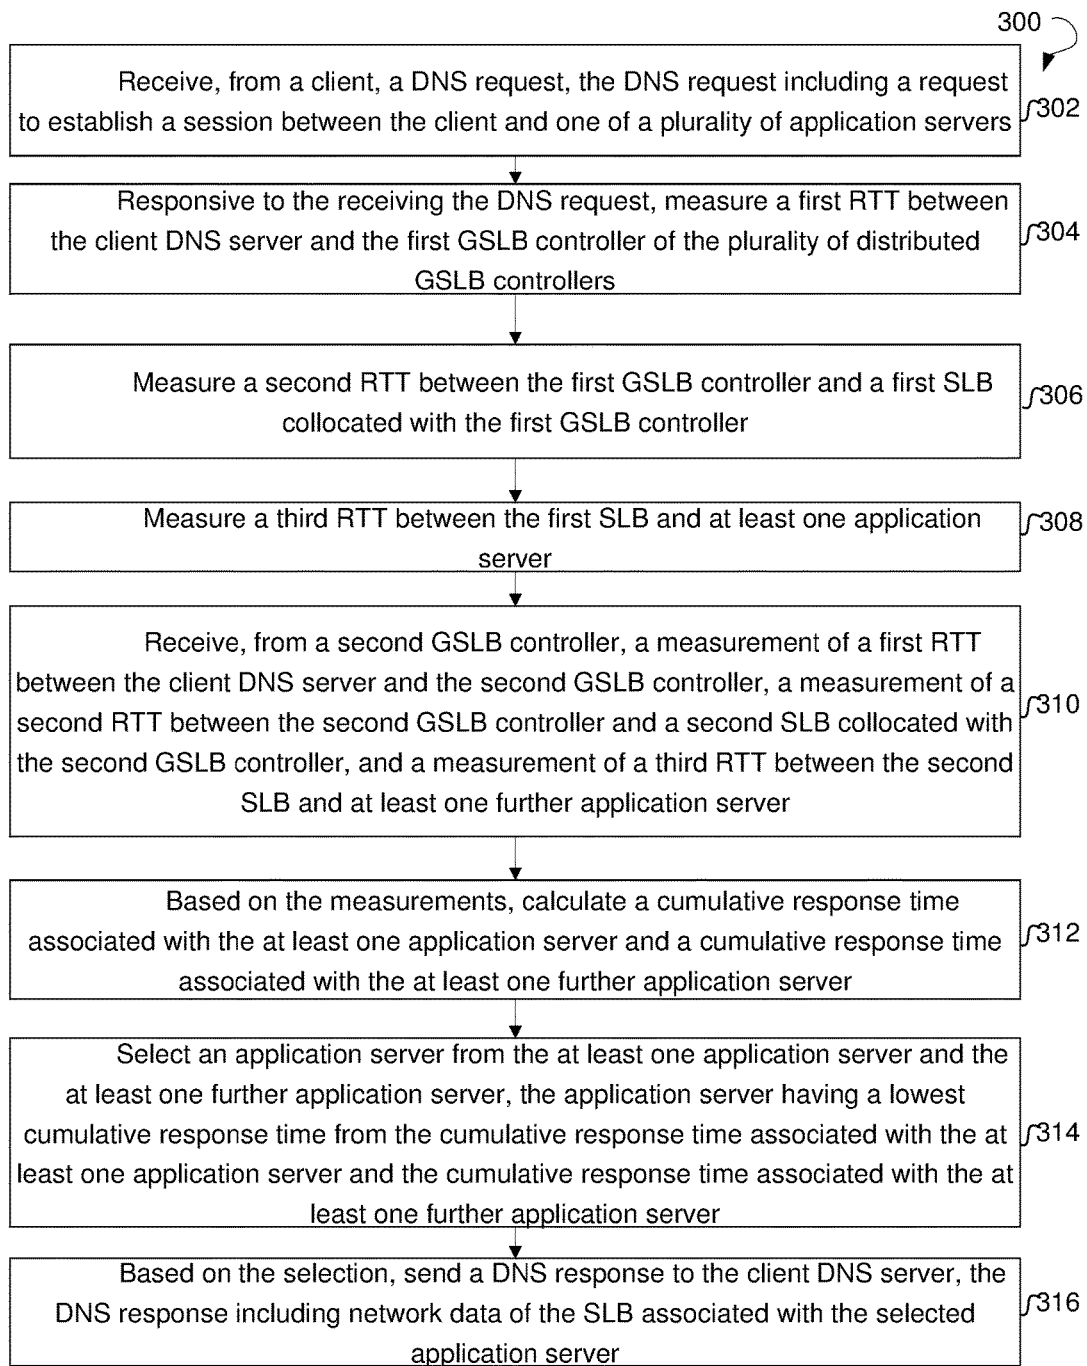 300
Receive, from a client, a DNS request, the DNS request including a request
to establish a session between the client and one of a plurality of application servers
302
Responsive to the receiving the DNS request, measure a first RTT between
the client DNS server and the first GSLB controller of the plurality of distributed
GSLB controllers
304
Measure a second RTT between the first GSLB controller and a first SLB
collocated with the first GSLB controller
306
Measure a third RTT between the first SLB and at least one application
server
308
Receive, from a second GSLB controller, a measurement of a first RTT
between the client DNS server and the second GSLB controller, a measurement of a
second RTT between the second GSLB controller and a second SLB collocated with
the second GSLB controller, and a measurement of a third RTT between the second
SLB and at least one further application server
310
Based on the measurements, calculate a cumulative response time
associated with the at least one application server and a cumulative response time
associated with the at least one further application server
312
Select an application server from the at least one application server and the
at least one further application server, the application server having a lowest
cumulative response time from the cumulative response time associated with the at
least one application server and the cumulative response time associated with the at
least one further application server
314
Based on the selection, send a DNS response to the client DNS server, the
DNS response including network data of the SLB associated with the selected
application server
316